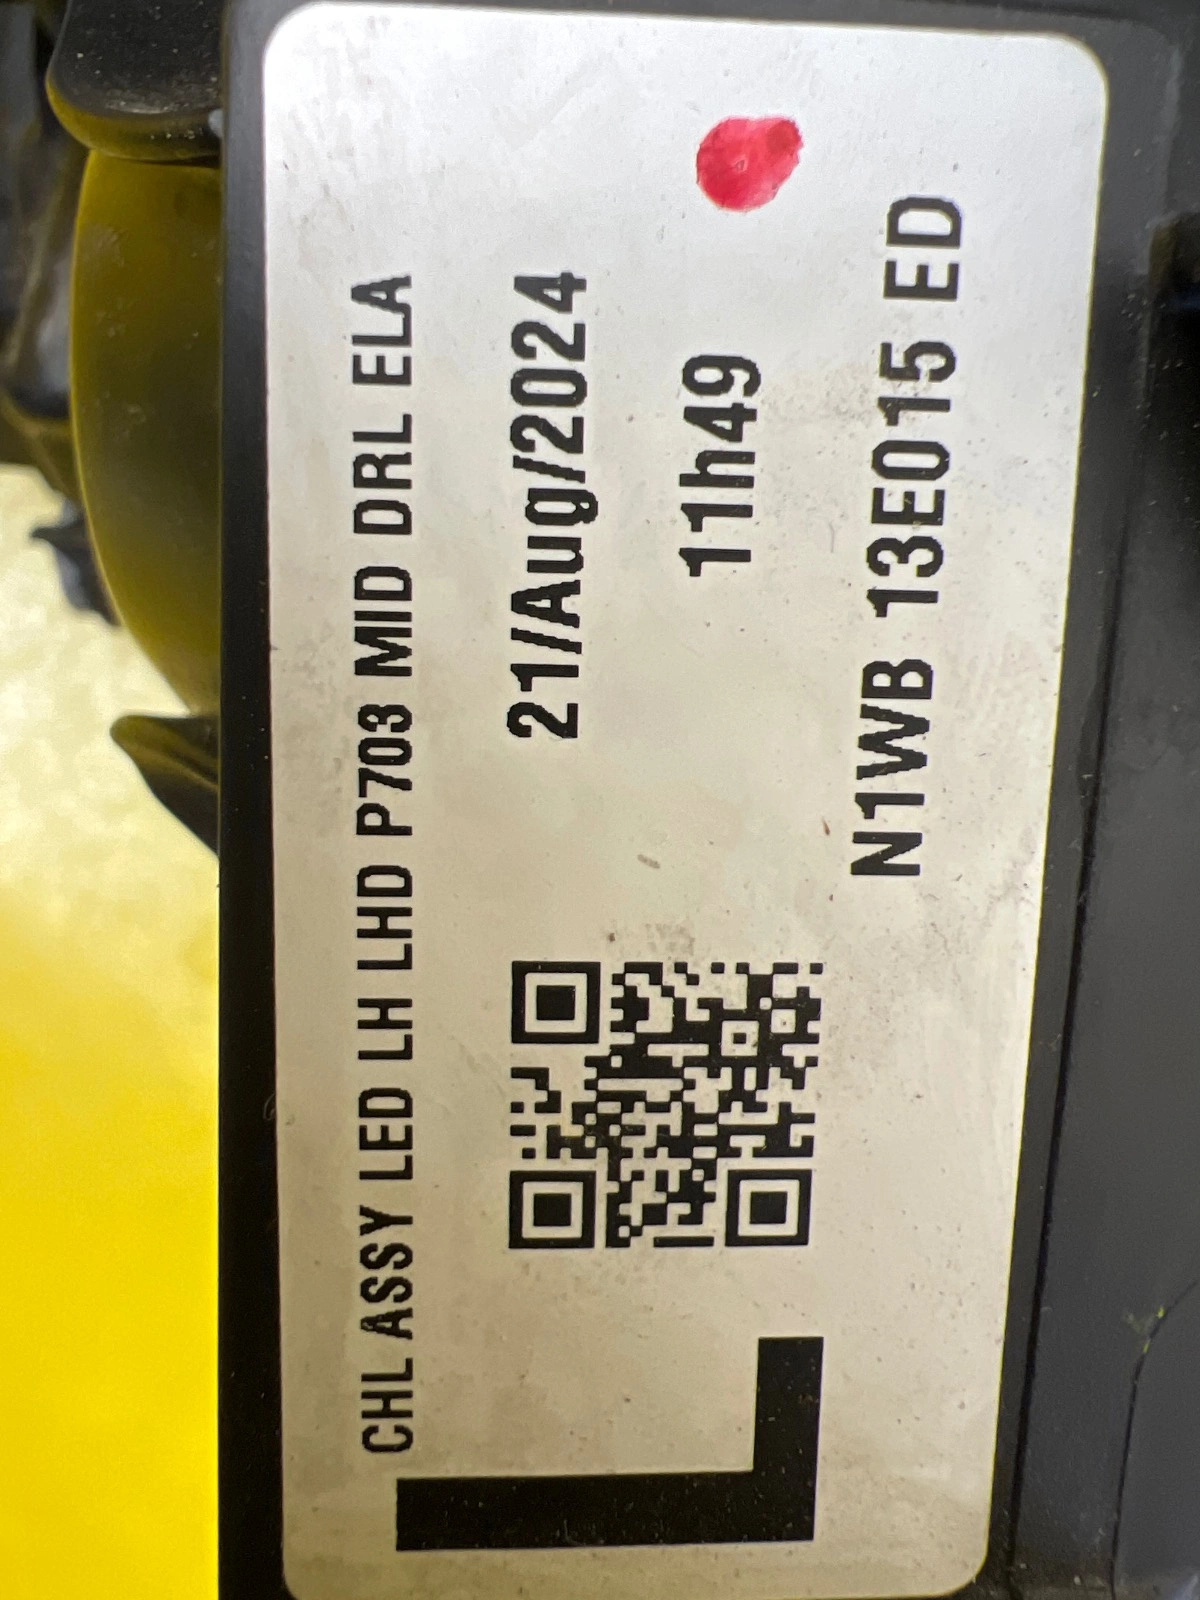 CHL ASSY LED LH LHD P703 MID DRL ELA
L
21/Aug/2024
11h49
N1WB 13E015 ED